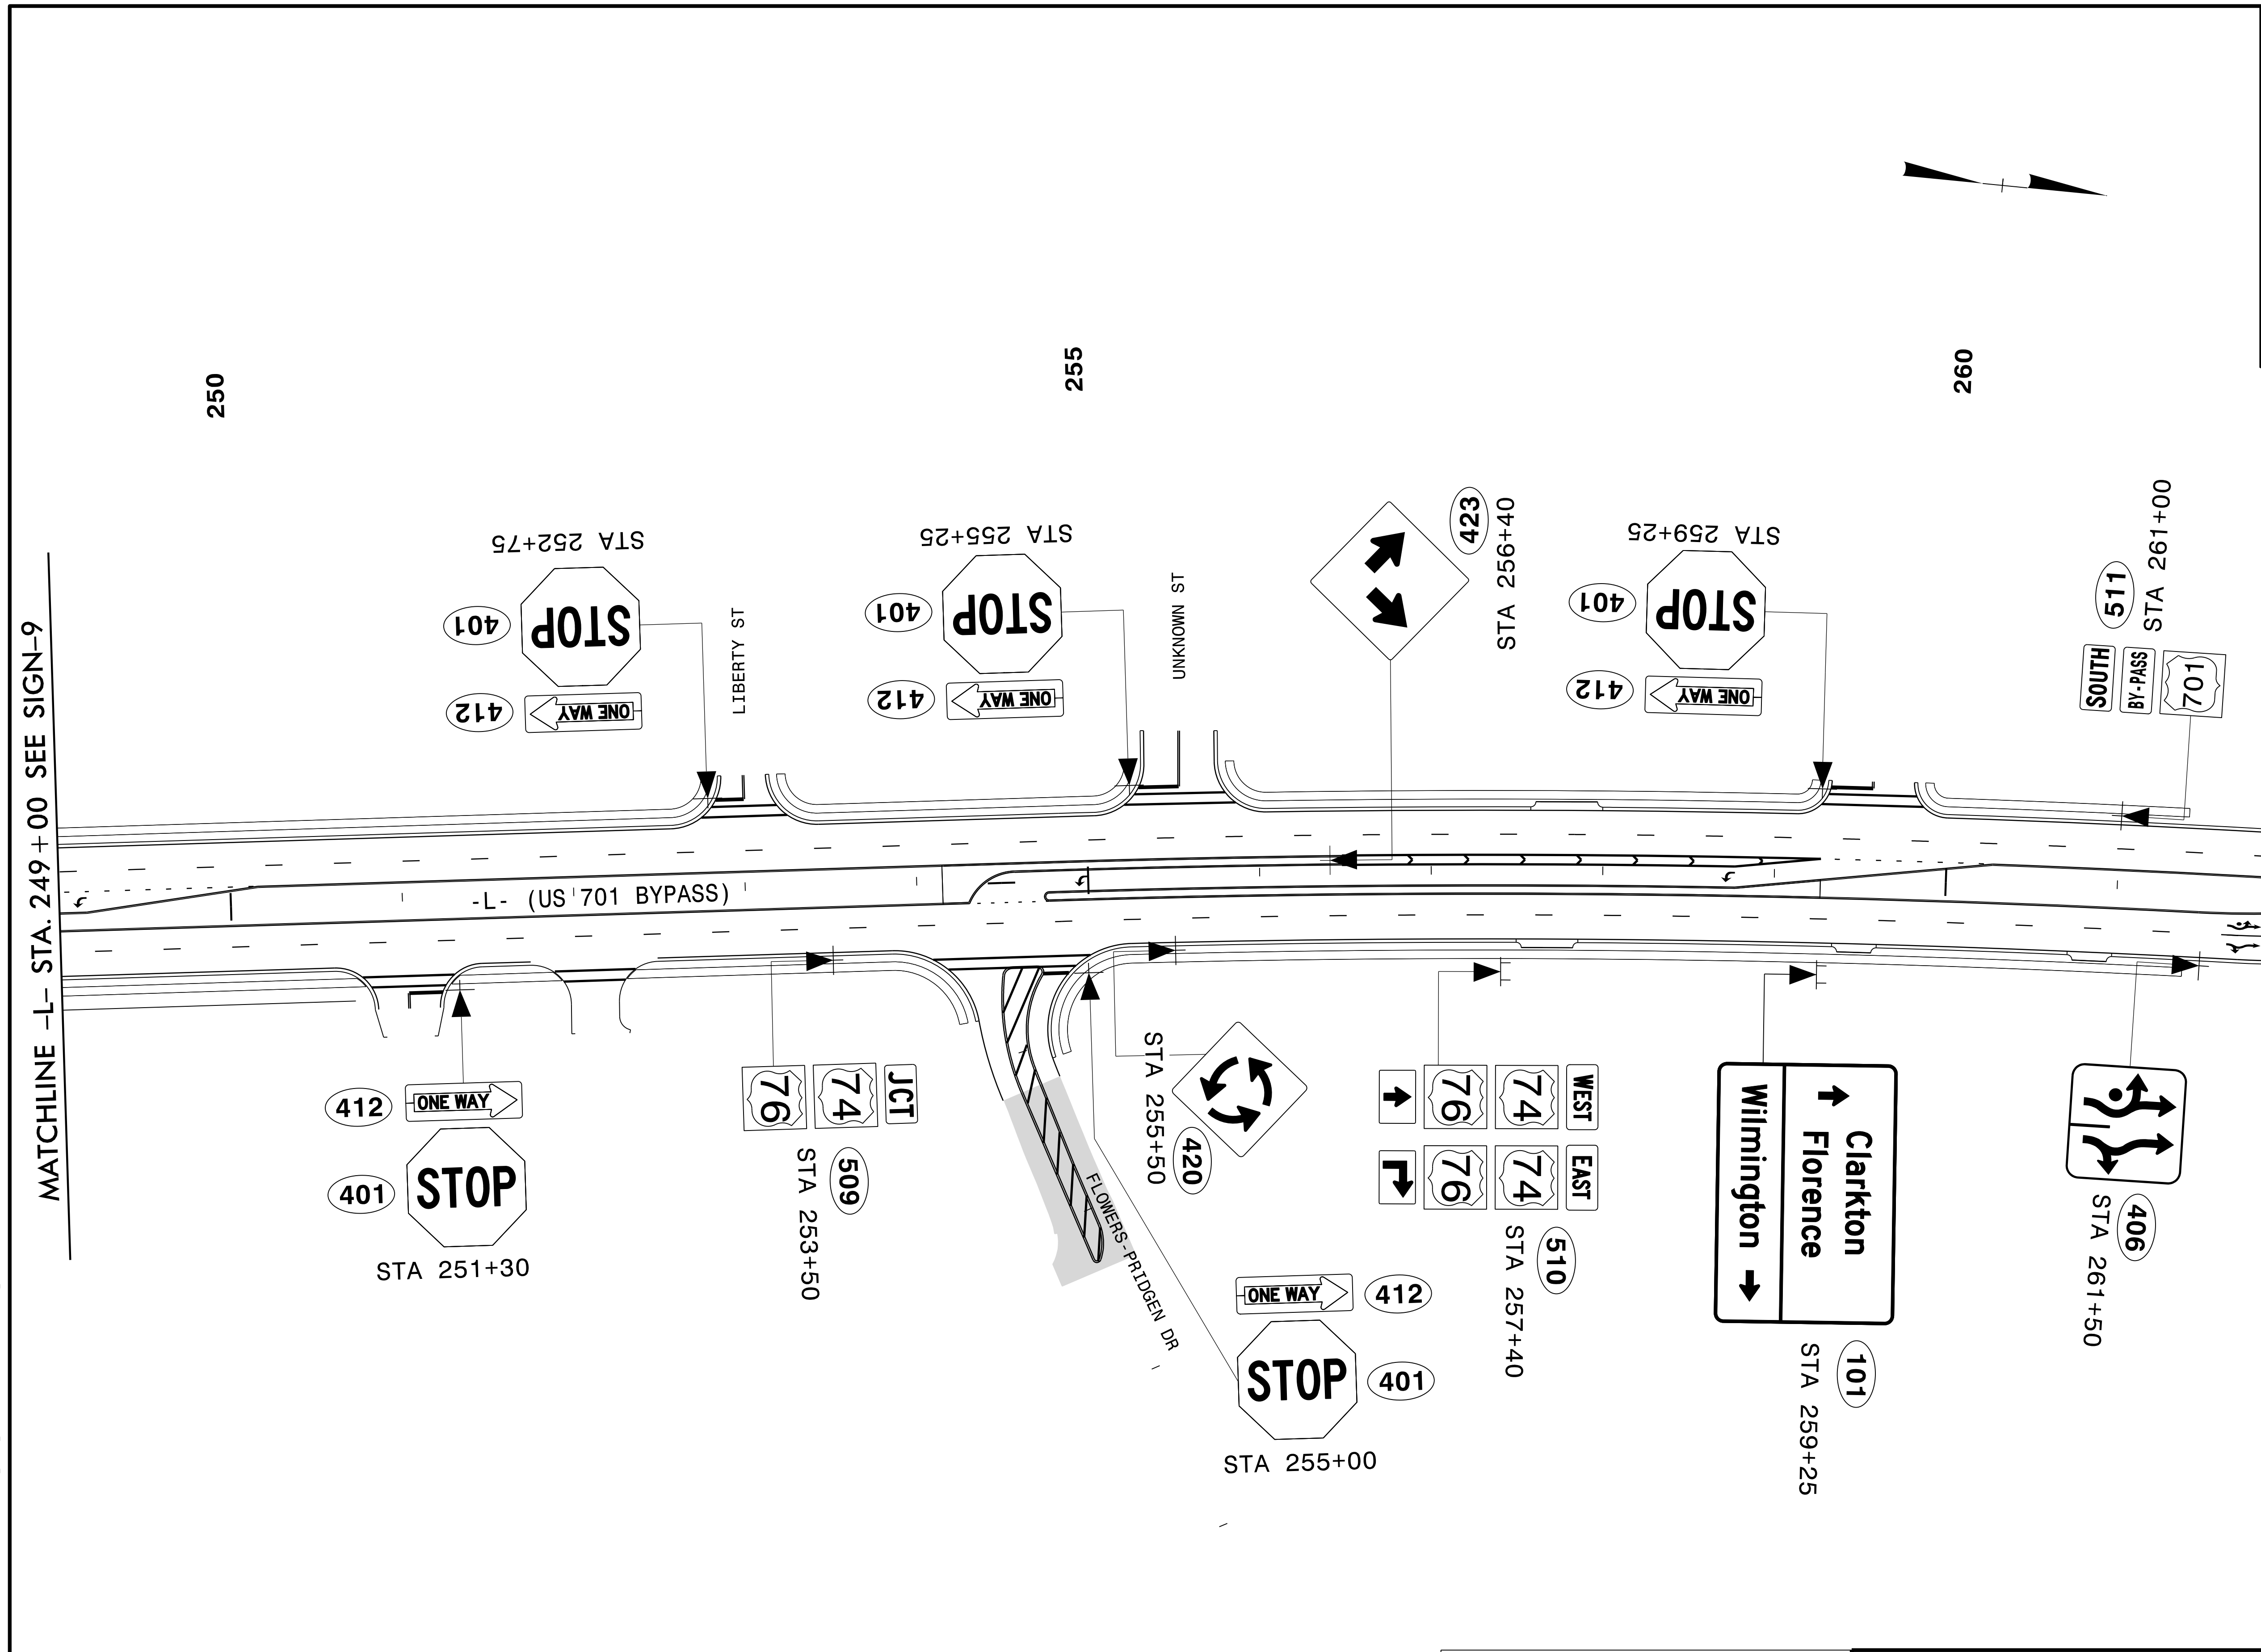 250
255
260
MATCHLINE -L- STA. 249+00 SEE SIGN-9
STA 252+75
STOP
401
ONE WAY
412
LIBERTY ST
STA 255+25
STOP
401
ONE WAY
412
UNKNOWN ST
423
STA 256+40
STA 259+25
STOP
401
ONE WAY
412
511
STA 261+00
SOUTH
BY-PASS
701
-L- (US 701 BYPASS)
412
ONE WAY
401
STOP
STA 251+30
JCT
74
76
509
STA 253+50
FLOWERS-PRIDGEN DR
420
STA 255+50
ONE WAY
412
STOP
401
STA 255+00
WEST
74
76
EAST
74
76
510
STA 257+40
Clarkton
Florence
Wilmington
101
STA 259+25
406
STA 261+50